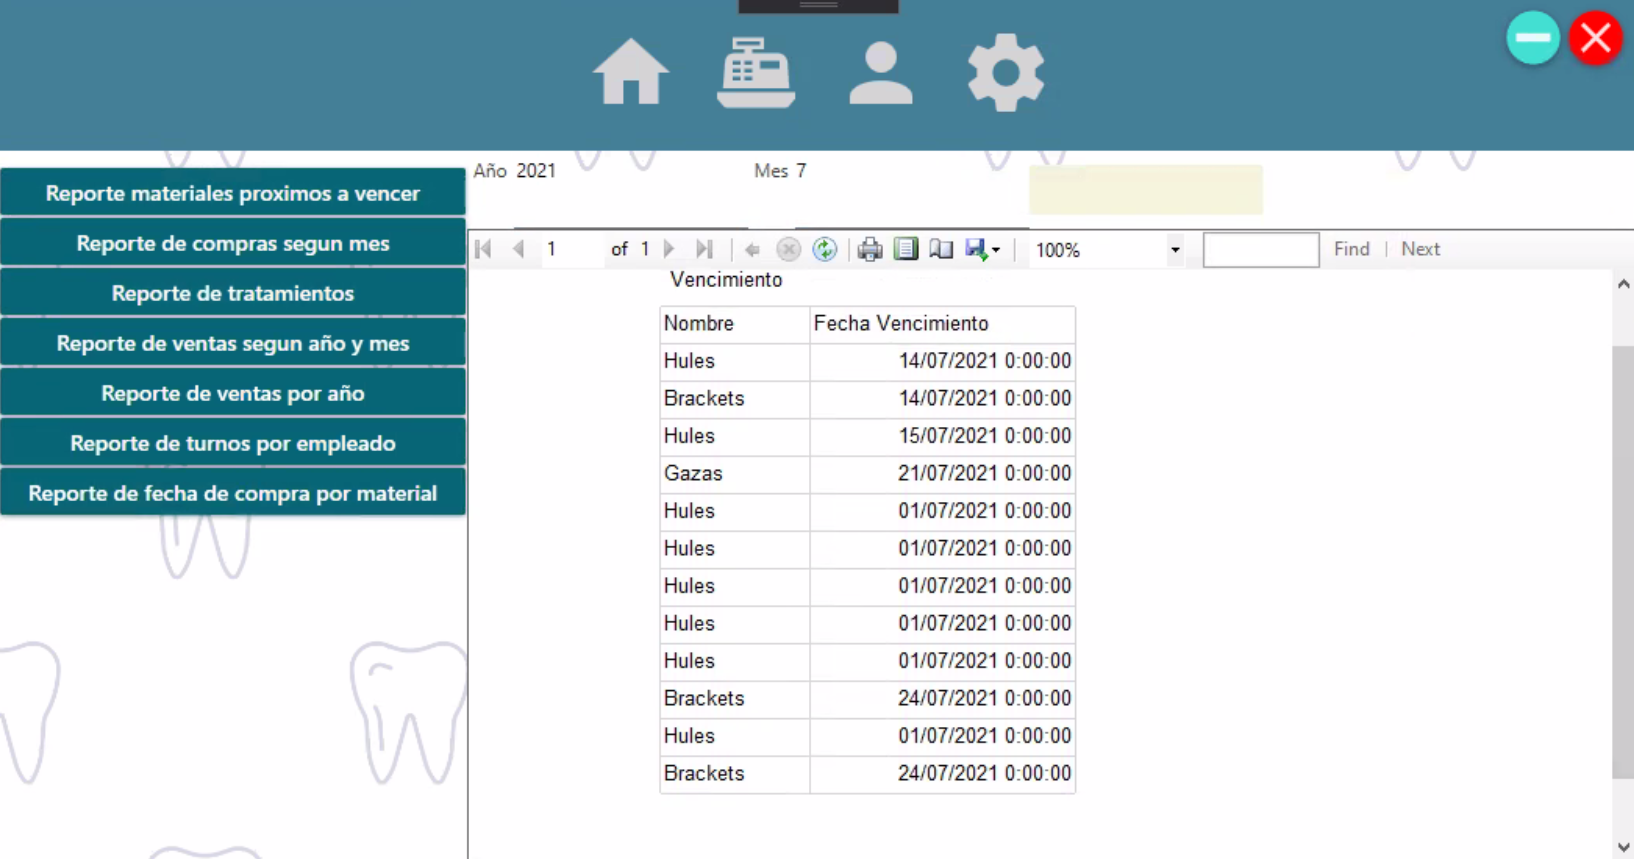 Año 2021 Mes 7
Reporte materiales proximos a vencer
Reporte de compras segun mes
Reporte de tratamientos
Reporte de ventas segun año y mes
Reporte de ventas por año
Reporte de turnos por empleado
Reporte de fecha de compra por material
1 of 1 100% Find Next
Vencimiento
Nombre Fecha Vencimiento
Hules 14/07/2021 0:00:00
Brackets 14/07/2021 0:00:00
Hules 15/07/2021 0:00:00
Gazas 21/07/2021 0:00:00
Hules 01/07/2021 0:00:00
Hules 01/07/2021 0:00:00
Hules 01/07/2021 0:00:00
Hules 01/07/2021 0:00:00
Hules 01/07/2021 0:00:00
Brackets 24/07/2021 0:00:00
Hules 01/07/2021 0:00:00
Brackets 24/07/2021 0:00:00